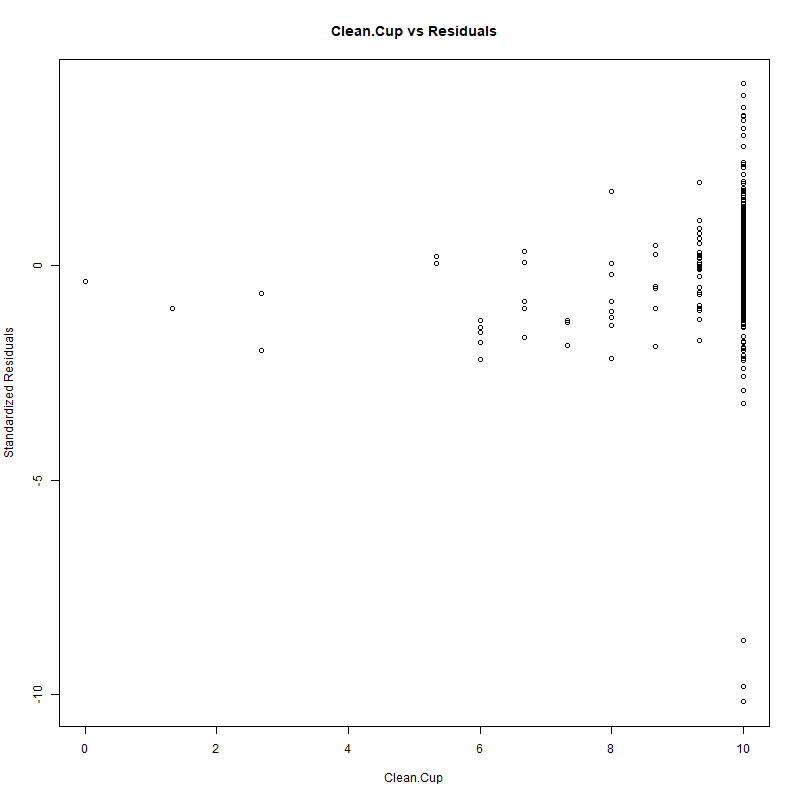 Clean.Cup vs Residuals
Standardized Residuals
0
-5
-10
0 2 4 6 8 10
Clean.Cup